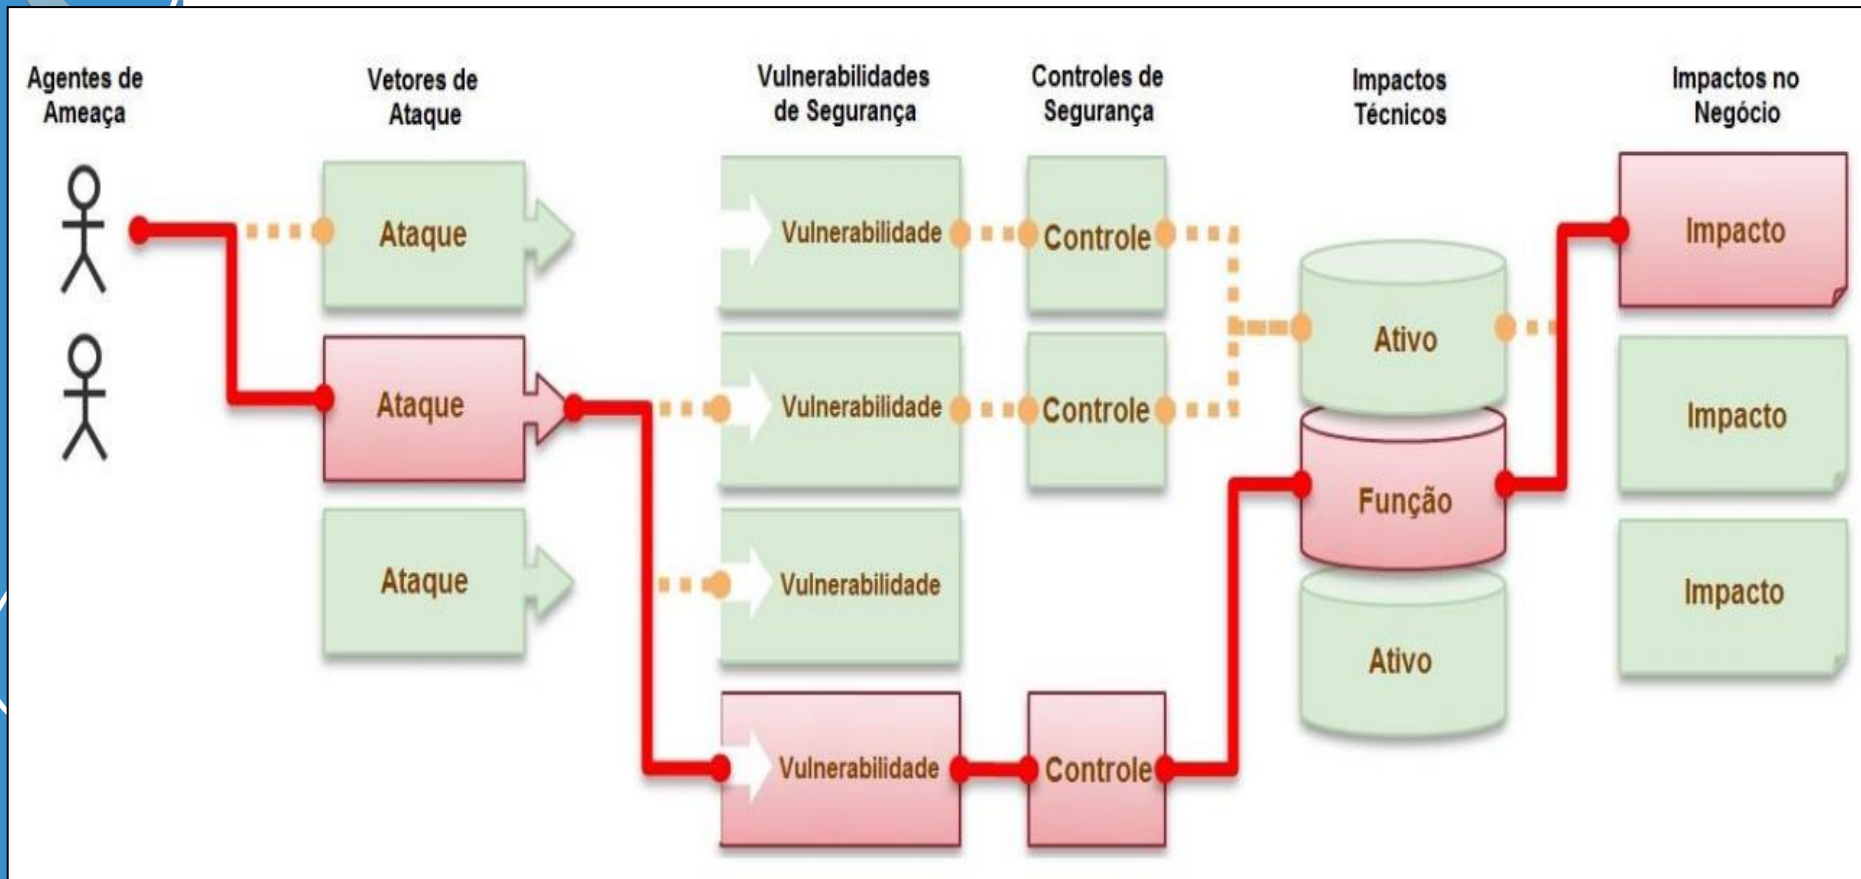 Agentes de
Ameaça
Vetores de
Ataque
Vulnerabilidades
de Segurança
Controles de
Segurança
Impactos
Técnicos
Impactos no
Negócio
Ataque
Vulnerabilidade
Controle
Impacto
Ativo
Ataque
Vulnerabilidade
Controle
Impacto
Função
Ataque
Vulnerabilidade
Impacto
Ativo
Vulnerabilidade
Controle